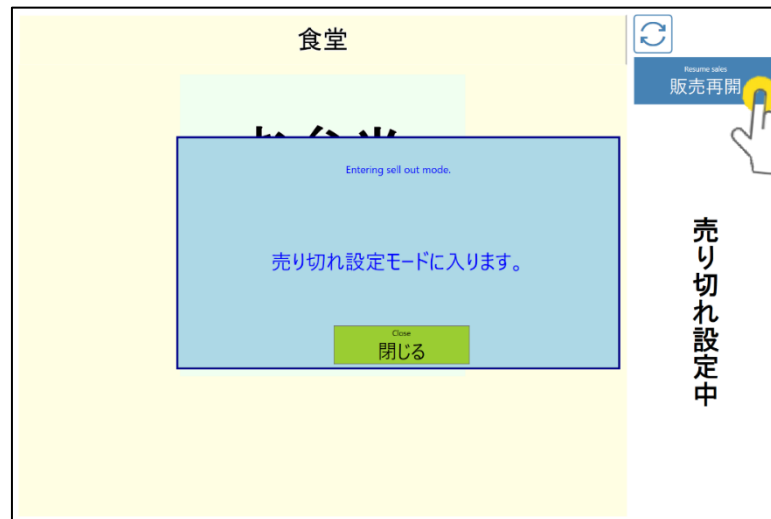 食堂
Resume sales
販売再開
Entering sell out mode.
売り切れ設定モードに入ります。
Close
閉じる
売り切れ設定中